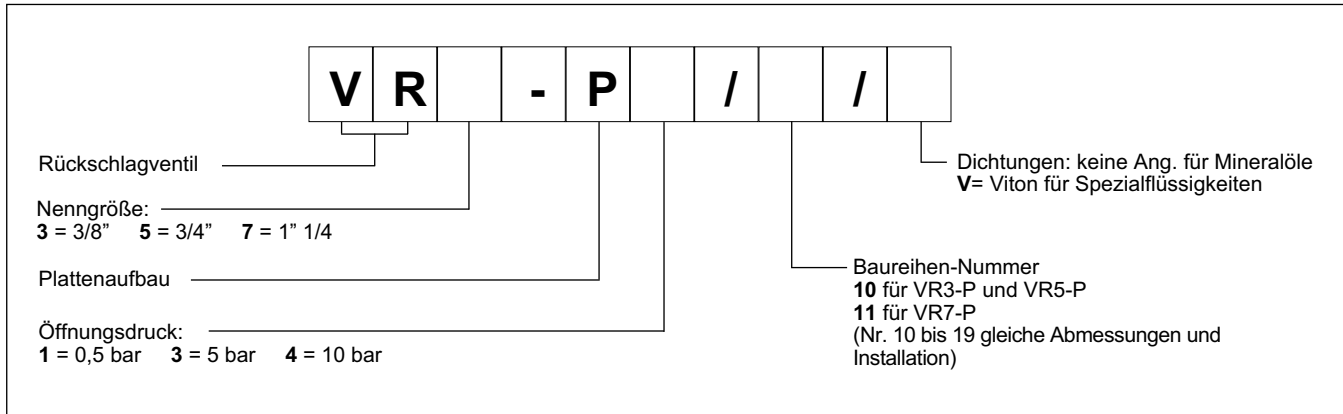 V R - P / /
Rückschlagventil
Nenngröße:
3 = 3/8” 5 = 3/4” 7 = 1” 1/4
Plattenaufbau
Öffnungsdruck:
1 = 0,5 bar 3 = 5 bar 4 = 10 bar
Dichtungen: keine Ang. für Mineralöle
V= Viton für Spezialflüssigkeiten
Baureihen-Nummer
10 für VR3-P und VR5-P
11 für VR7-P
(Nr. 10 bis 19 gleiche Abmessungen und
Installation)